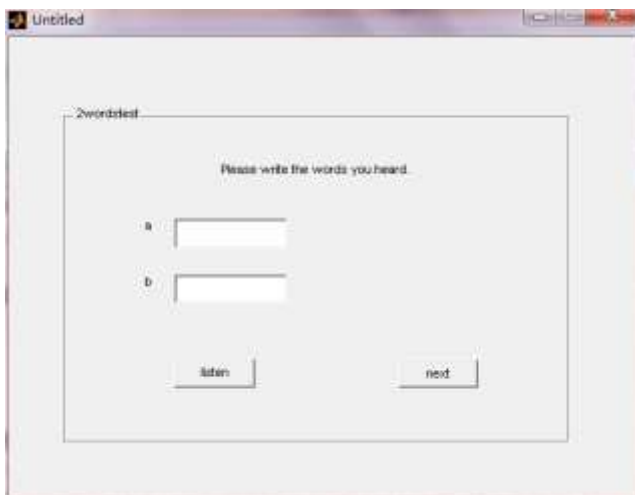 Untitled
2wordstest
Please write the words you heard.
a
b
listen
next